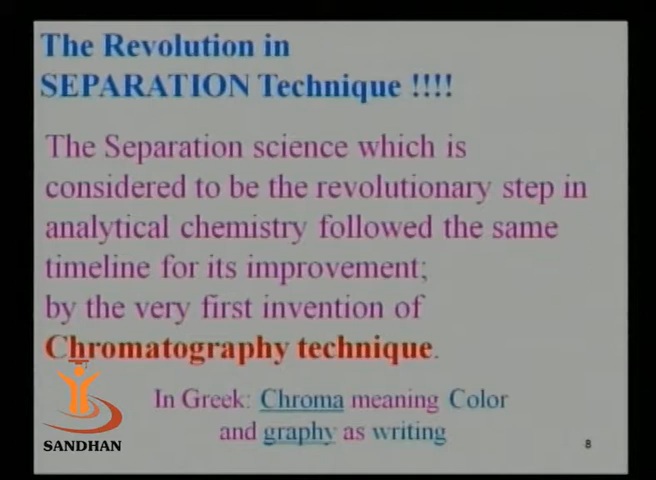 The Revolution in
SEPARATION Technique !!!!
The Separation science which is
considered to be the revolutionary step in
analytical chemistry followed the same
timeline for its improvement;
by the very first invention of
Chromatography technique.
In Greek: Chroma meaning Color
and graphy as writing
SANDHAN
8